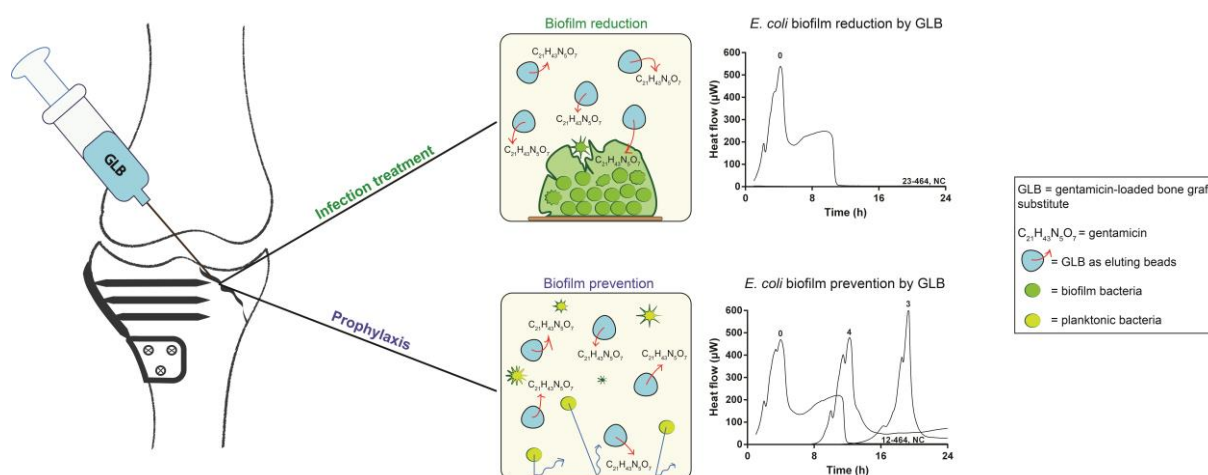 GLB
Infection treatment
Prophylaxis
Biofilm reduction
C₂₁H₄₃N₅O₇
C₂₁H₄₃N₅O₇
C₂₁H₄₃N₅O₇
C₂₁H₄₃N₅O₇
C₂₁H₄₃N₅O₇
E. coli biofilm reduction by GLB
Heat flow (µW)
600
500
400
300
200
100
0
0
23-464, NC
0 8 16 24
Time (h)
Biofilm prevention
C₂₁H₄₃N₅O₇
C₂₁H₄₃N₅O₇
C₂₁H₄₃N₅O₇
C₂₁H₄₃N₅O₇
C₂₁H₄₃N₅O₇
E. coli biofilm prevention by GLB
Heat flow (µW)
600
500
400
300
200
100
0
0
4
3
12-464, NC
0 8 16 24
Time (h)
GLB = gentamicin-loaded bone graf
substitute
C₂₁H₄₃N₅O₇ = gentamicin
= GLB as eluting beads
= biofilm bacteria
= planktonic bacteria